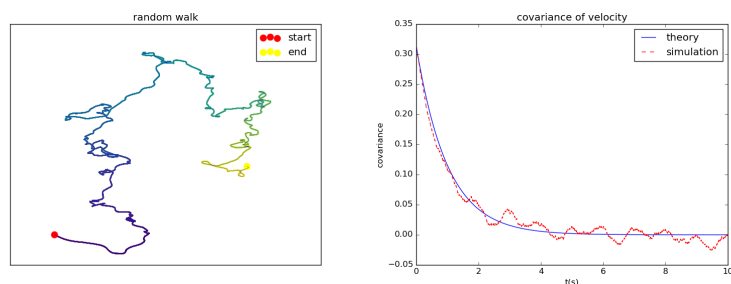 random walk
start
end
covariance of velocity
theory
simulation
covariance
0.35
0.30
0.25
0.20
0.15
0.10
0.05
0.00
−0.05
0
2
4
6
8
10
t(s)